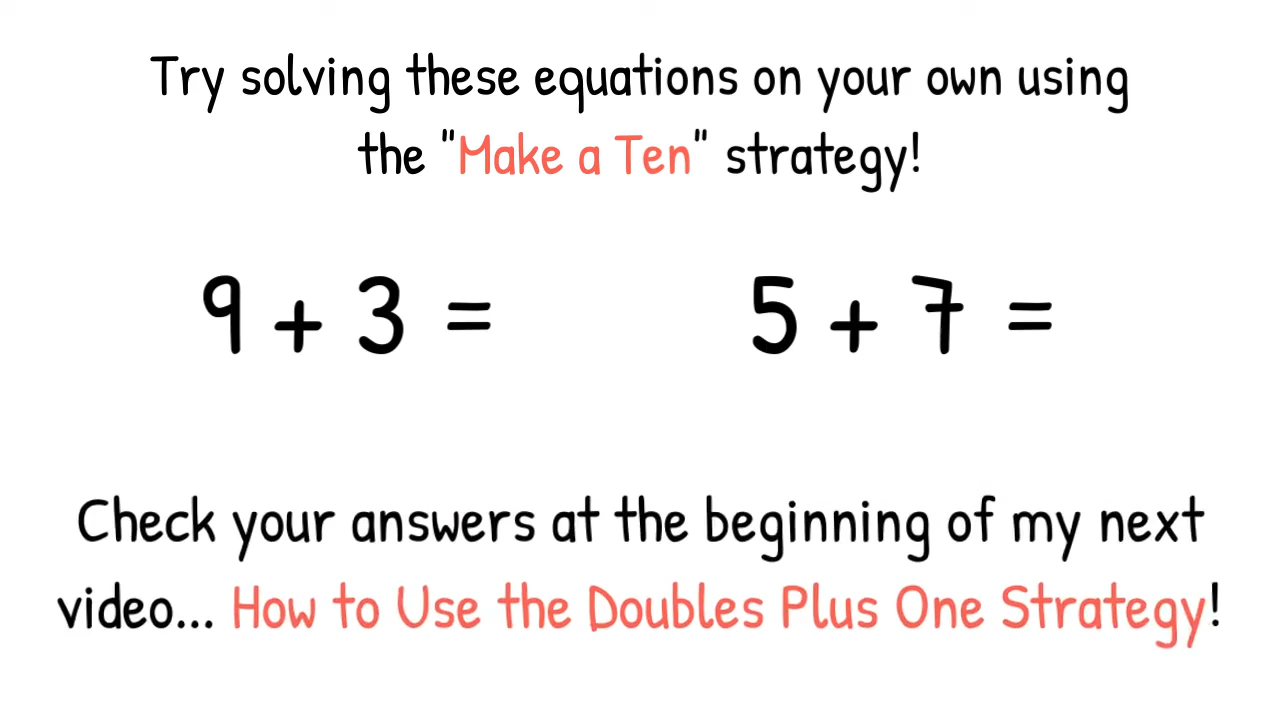 Try solving these equations on your own using
the "Make a Ten" strategy!
9 + 3 = 5 + 7 =
Check your answers at the beginning of my next
video... How to Use the Doubles Plus One Strategy!